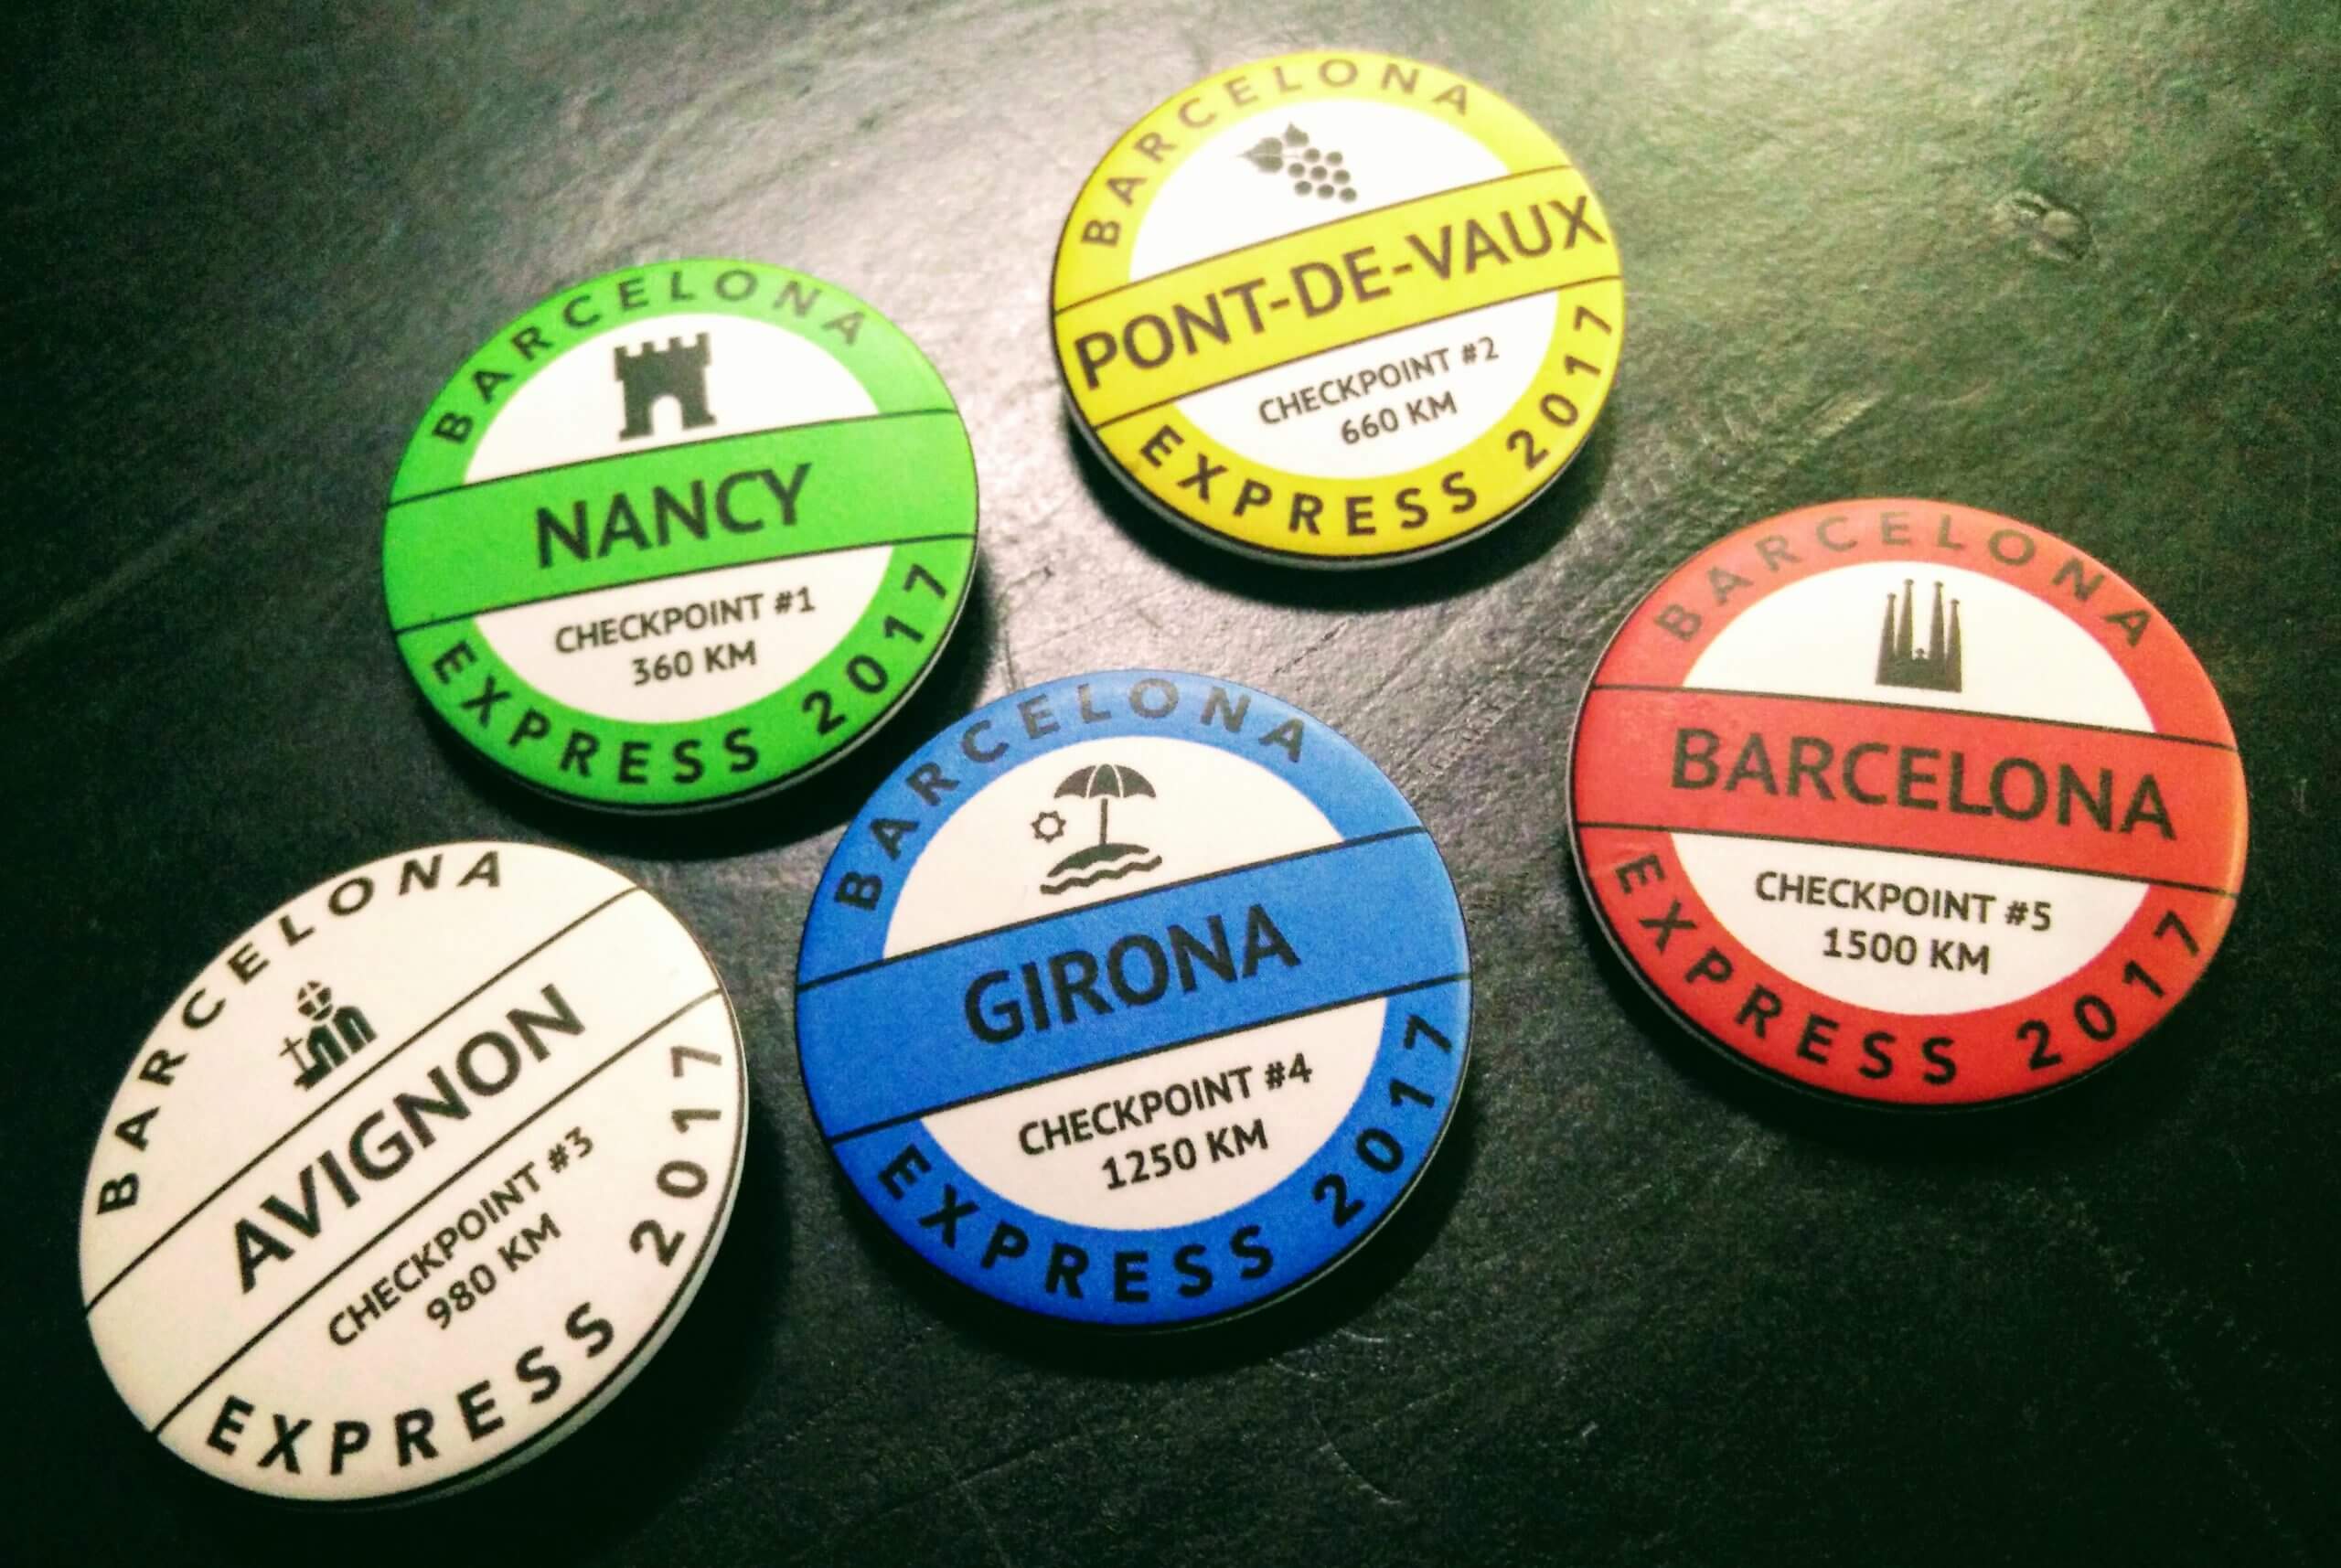 BARCELONA
NANCY
CHECKPOINT #1
360 KM
EXPRESS 2017
BARCELONA
PONT-DE-VAUX
CHECKPOINT #2
660 KM
EXPRESS 2017
BARCELONA
AVIGNON
CHECKPOINT #3
980 KM
EXPRESS 2017
BARCELONA
GIRONA
CHECKPOINT #4
1250 KM
EXPRESS 2017
BARCELONA
BARCELONA
CHECKPOINT #5
1500 KM
EXPRESS 2017